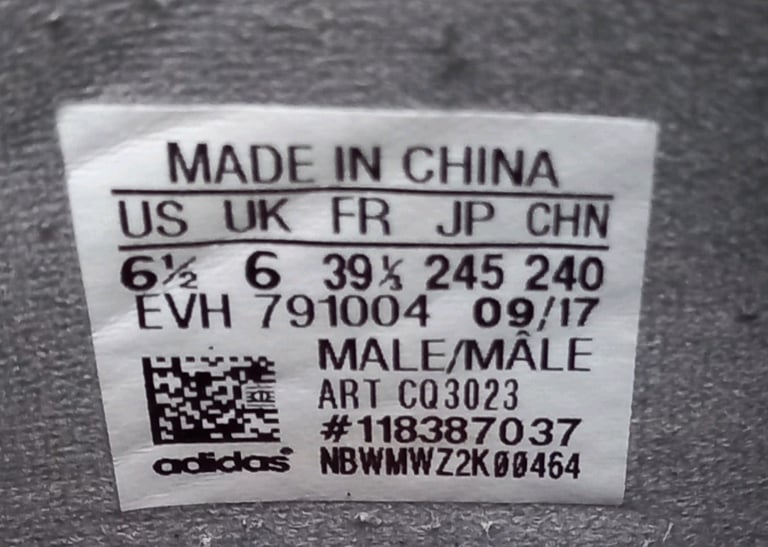 MADE IN CHINA
US UK FR JP CHN
6½ 6 39⅓ 245 240
EVH 791004 09/17
MALE/MÂLE
ART CQ3023
#118387037
adidas® NBWMWZ2K00464